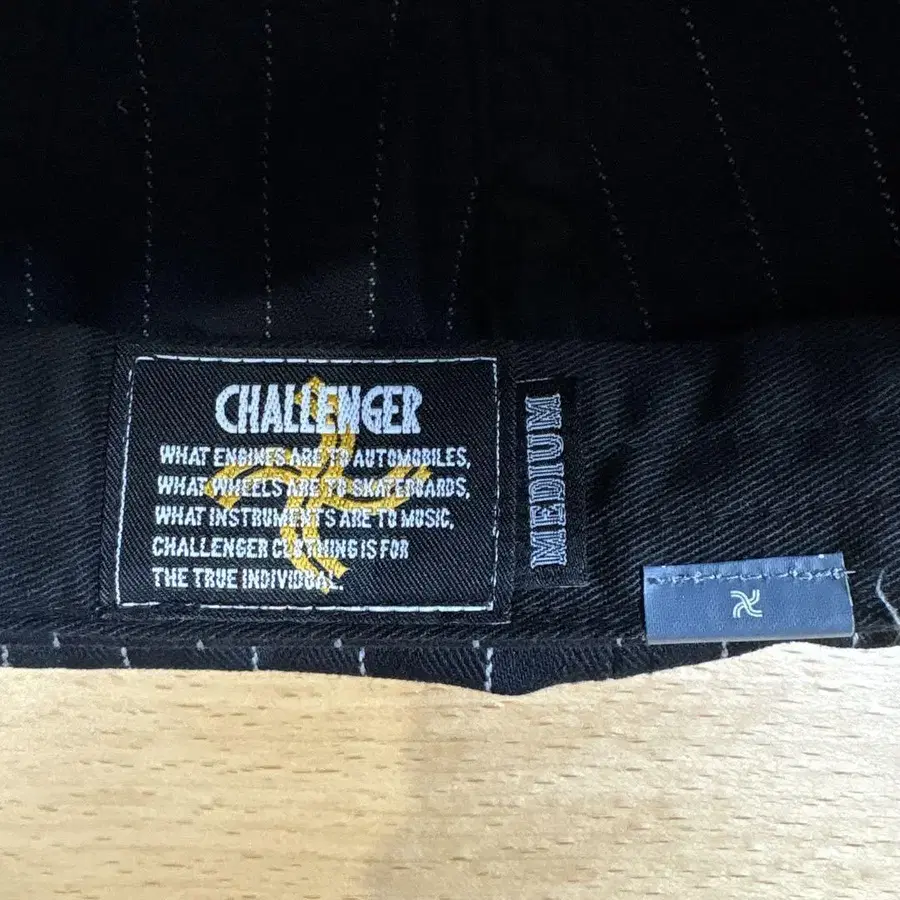 CHALLENGER
WHAT ENGINES ARE TO AUTOMOBILES,
WHAT WHEELS ARE TO SKATEBOARDS,
WHAT INSTRUMENTS ARE TO MUSIC,
CHALLENGER CLOTHING IS FOR
THE TRUE INDIVIDUAL.
MEDIUM